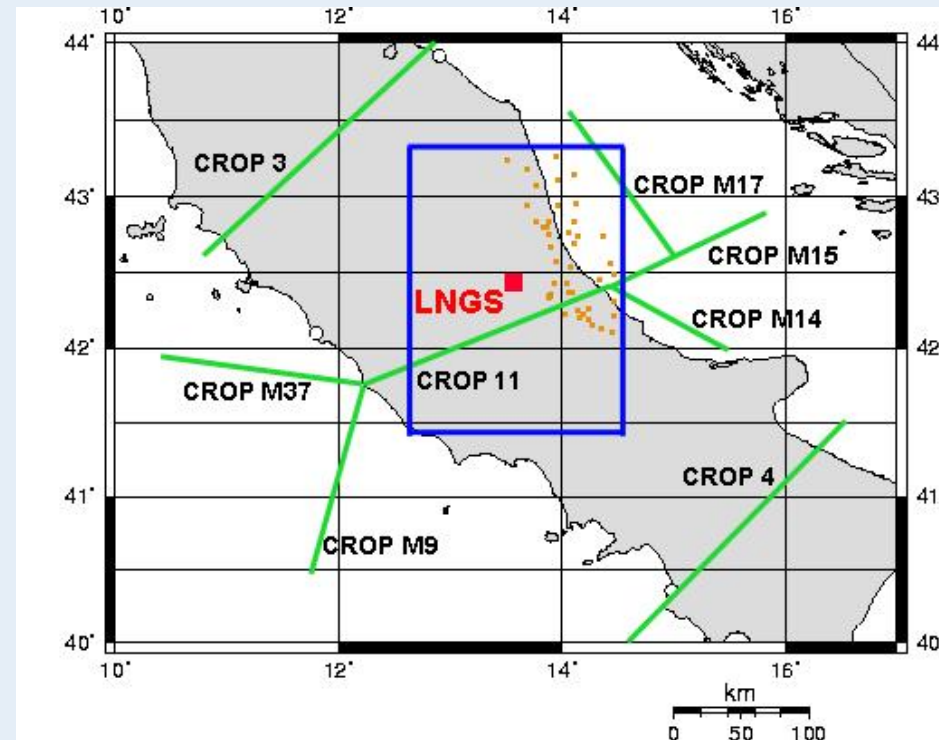 10° 12° 14° 16°
44° 44
CROP 3
CROP M17
43° 43
CROP M15
LNGS
CROP M14
42° 42
CROP M37
CROP 11
CROP 4
41° 41
CROP M9
40° 40
10° 12° 14° 16°
km
0 50 100